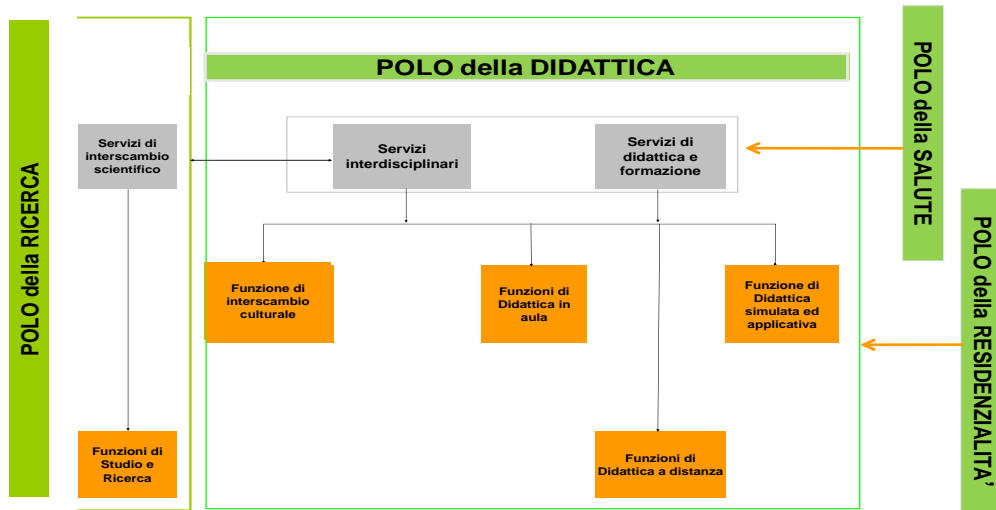 POLO della RICERCA
POLO della DIDATTICA
POLO della SALUTE
POLO della RESIDENZIALITA'
Servizi di
interscambio
scientifico
Servizi
interdisciplinari
Servizi di
didattica e
formazione
Funzione di
interscambio
culturale
Funzioni di
Didattica in
aula
Funzione di
Didattica
simulata ed
applicativa
Funzioni di
Studio e
Ricerca
Funzioni di
Didattica a distanza